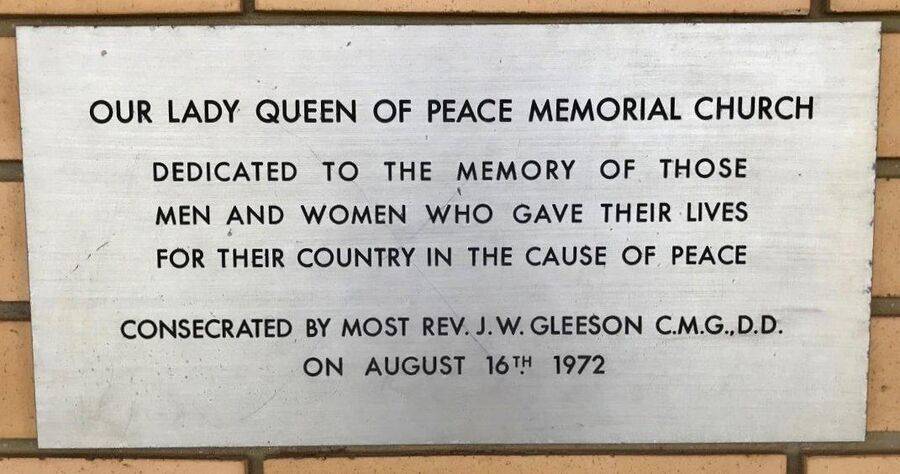 OUR LADY QUEEN OF PEACE MEMORIAL CHURCH
DEDICATED TO THE MEMORY OF THOSE
MEN AND WOMEN WHO GAVE THEIR LIVES
FOR THEIR COUNTRY IN THE CAUSE OF PEACE
CONSECRATED BY MOST REV. J.W. GLEESON C.M.G.,D.D.
ON AUGUST 16TH 1972